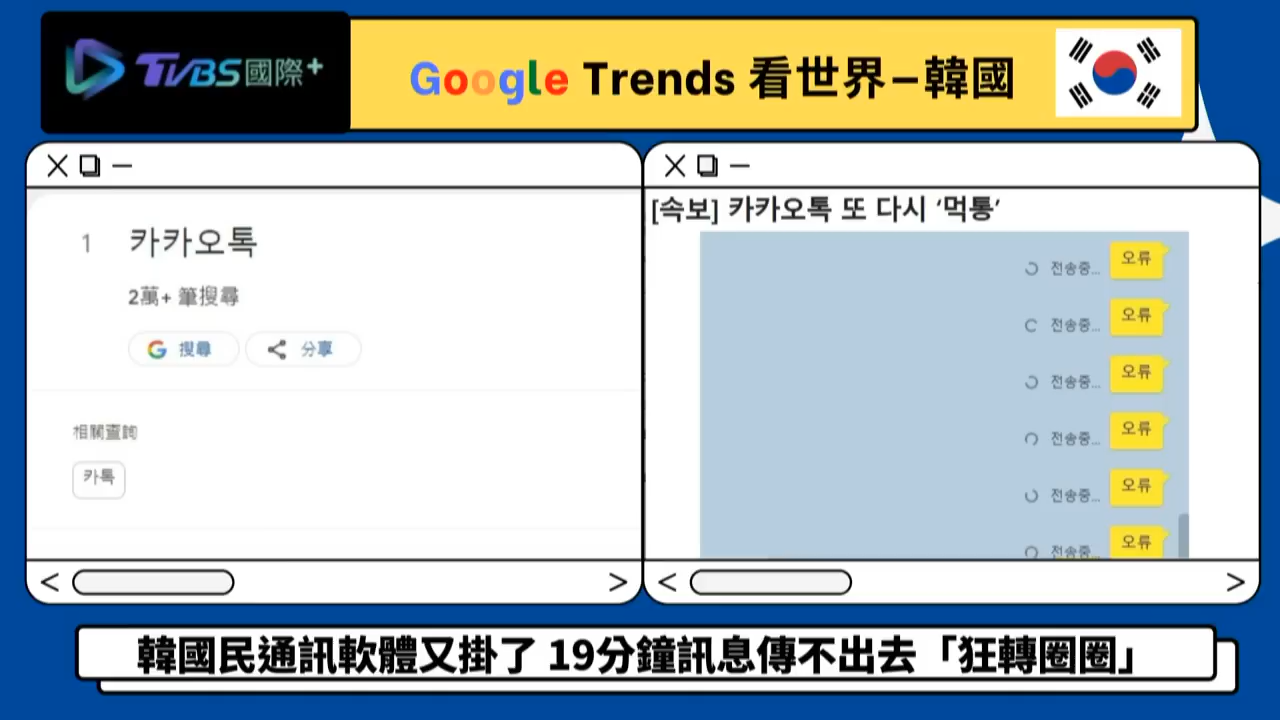 TVBS國際+
Google Trends 看世界–韓國
1 카카오톡
2萬+ 筆搜尋
搜尋 分享
相關查詢
카톡
[속보] 카카오톡 또 다시 ‘먹통’
전송중... 오류
전송중... 오류
전송중... 오류
전송중... 오류
전송중... 오류
전송중... 오류
韓國民通訊軟體又掛了 19分鐘訊息傳不出去「狂轉圈圈」